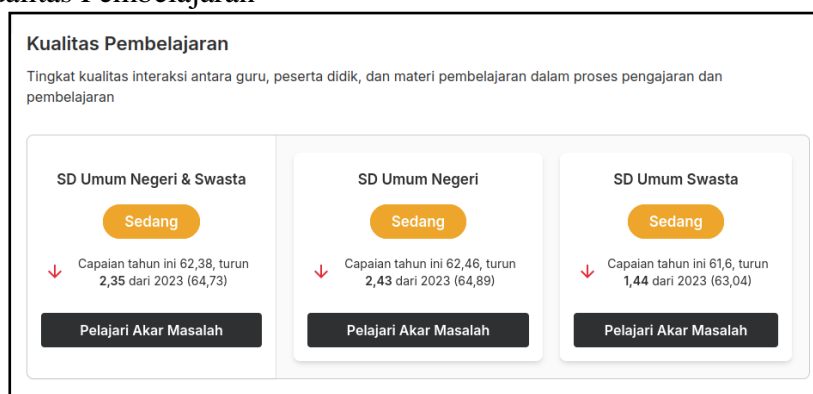 Kualitas Pembelajaran
Tingkat kualitas interaksi antara guru, peserta didik, dan materi pembelajaran dalam proses pengajaran dan
pembelajaran
SD Umum Negeri & Swasta
Sedang
Capaian tahun ini 62,38, turun
2,35 dari 2023 (64,73)
Pelajari Akar Masalah
SD Umum Negeri
Sedang
Capaian tahun ini 62,46, turun
2,43 dari 2023 (64,89)
Pelajari Akar Masalah
SD Umum Swasta
Sedang
Capaian tahun ini 61,6, turun
1,44 dari 2023 (63,04)
Pelajari Akar Masalah